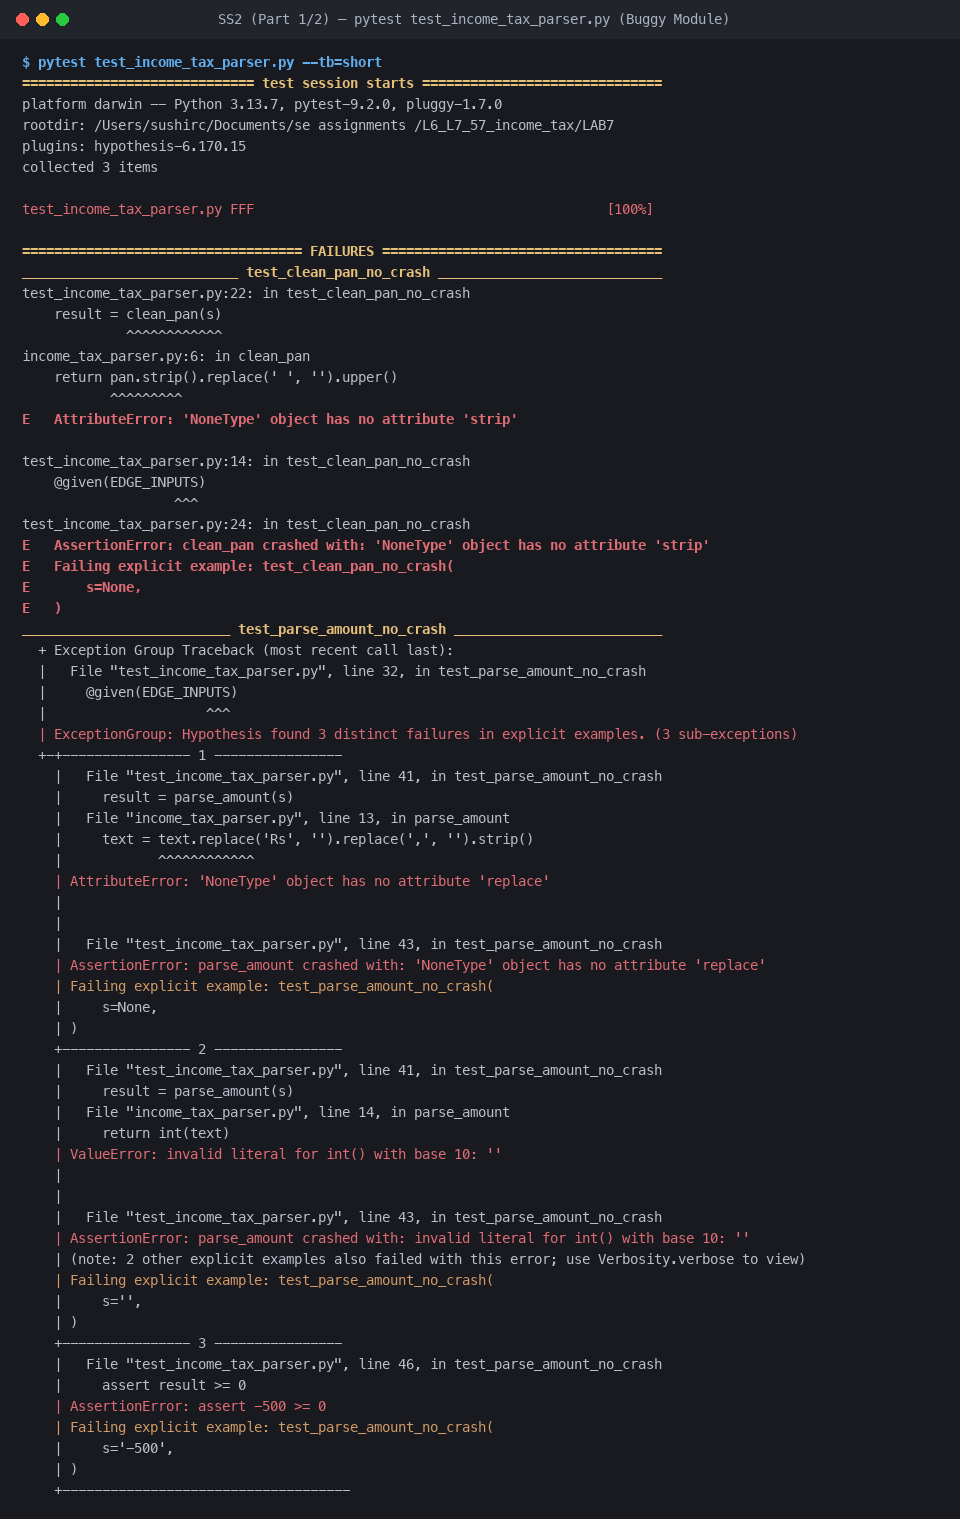 SS2 (Part 1/2) — pytest test_income_tax_parser.py (Buggy Module)
$ pytest test_income_tax_parser.py --tb=short
============================= test session starts ==============================
platform darwin -- Python 3.13.7, pytest-9.2.0, pluggy-1.7.0
rootdir: /Users/sushirc/Documents/se assignments /L6_L7_57_income_tax/LAB7
plugins: hypothesis-6.170.15
collected 3 items
test_income_tax_parser.py FFF                                            [100%]
=================================== FAILURES ===================================
___________________________ test_clean_pan_no_crash ____________________________
test_income_tax_parser.py:22: in test_clean_pan_no_crash
    result = clean_pan(s)
             ^^^^^^^^^^^^
income_tax_parser.py:6: in clean_pan
    return pan.strip().replace(' ', '').upper()
           ^^^^^^^^^
E   AttributeError: 'NoneType' object has no attribute 'strip'
test_income_tax_parser.py:14: in test_clean_pan_no_crash
    @given(EDGE_INPUTS)
                   ^^^
test_income_tax_parser.py:24: in test_clean_pan_no_crash
E   AssertionError: clean_pan crashed with: 'NoneType' object has no attribute 'strip'
E   Failing explicit example: test_clean_pan_no_crash(
E       s=None,
E   )
__________________________ test_parse_amount_no_crash __________________________
  + Exception Group Traceback (most recent call last):
  |   File "test_income_tax_parser.py", line 32, in test_parse_amount_no_crash
  |     @given(EDGE_INPUTS)
  |                    ^^^
  | ExceptionGroup: Hypothesis found 3 distinct failures in explicit examples. (3 sub-exceptions)
  +-+---------------- 1 ----------------
    |   File "test_income_tax_parser.py", line 41, in test_parse_amount_no_crash
    |     result = parse_amount(s)
    |   File "income_tax_parser.py", line 13, in parse_amount
    |     text = text.replace('Rs', '').replace(',', '').strip()
    |            ^^^^^^^^^^^^
    | AttributeError: 'NoneType' object has no attribute 'replace'
    |
    |
    |   File "test_income_tax_parser.py", line 43, in test_parse_amount_no_crash
    | AssertionError: parse_amount crashed with: 'NoneType' object has no attribute 'replace'
    | Failing explicit example: test_parse_amount_no_crash(
    |     s=None,
    | )
    +---------------- 2 ----------------
    |   File "test_income_tax_parser.py", line 41, in test_parse_amount_no_crash
    |     result = parse_amount(s)
    |   File "income_tax_parser.py", line 14, in parse_amount
    |     return int(text)
    | ValueError: invalid literal for int() with base 10: ''
    |
    |
    |   File "test_income_tax_parser.py", line 43, in test_parse_amount_no_crash
    | AssertionError: parse_amount crashed with: invalid literal for int() with base 10: ''
    | (note: 2 other explicit examples also failed with this error; use Verbosity.verbose to view)
    | Failing explicit example: test_parse_amount_no_crash(
    |     s='',
    | )
    +---------------- 3 ----------------
    |   File "test_income_tax_parser.py", line 46, in test_parse_amount_no_crash
    |     assert result >= 0
    | AssertionError: assert -500 >= 0
    | Failing explicit example: test_parse_amount_no_crash(
    |     s='-500',
    | )
    +------------------------------------